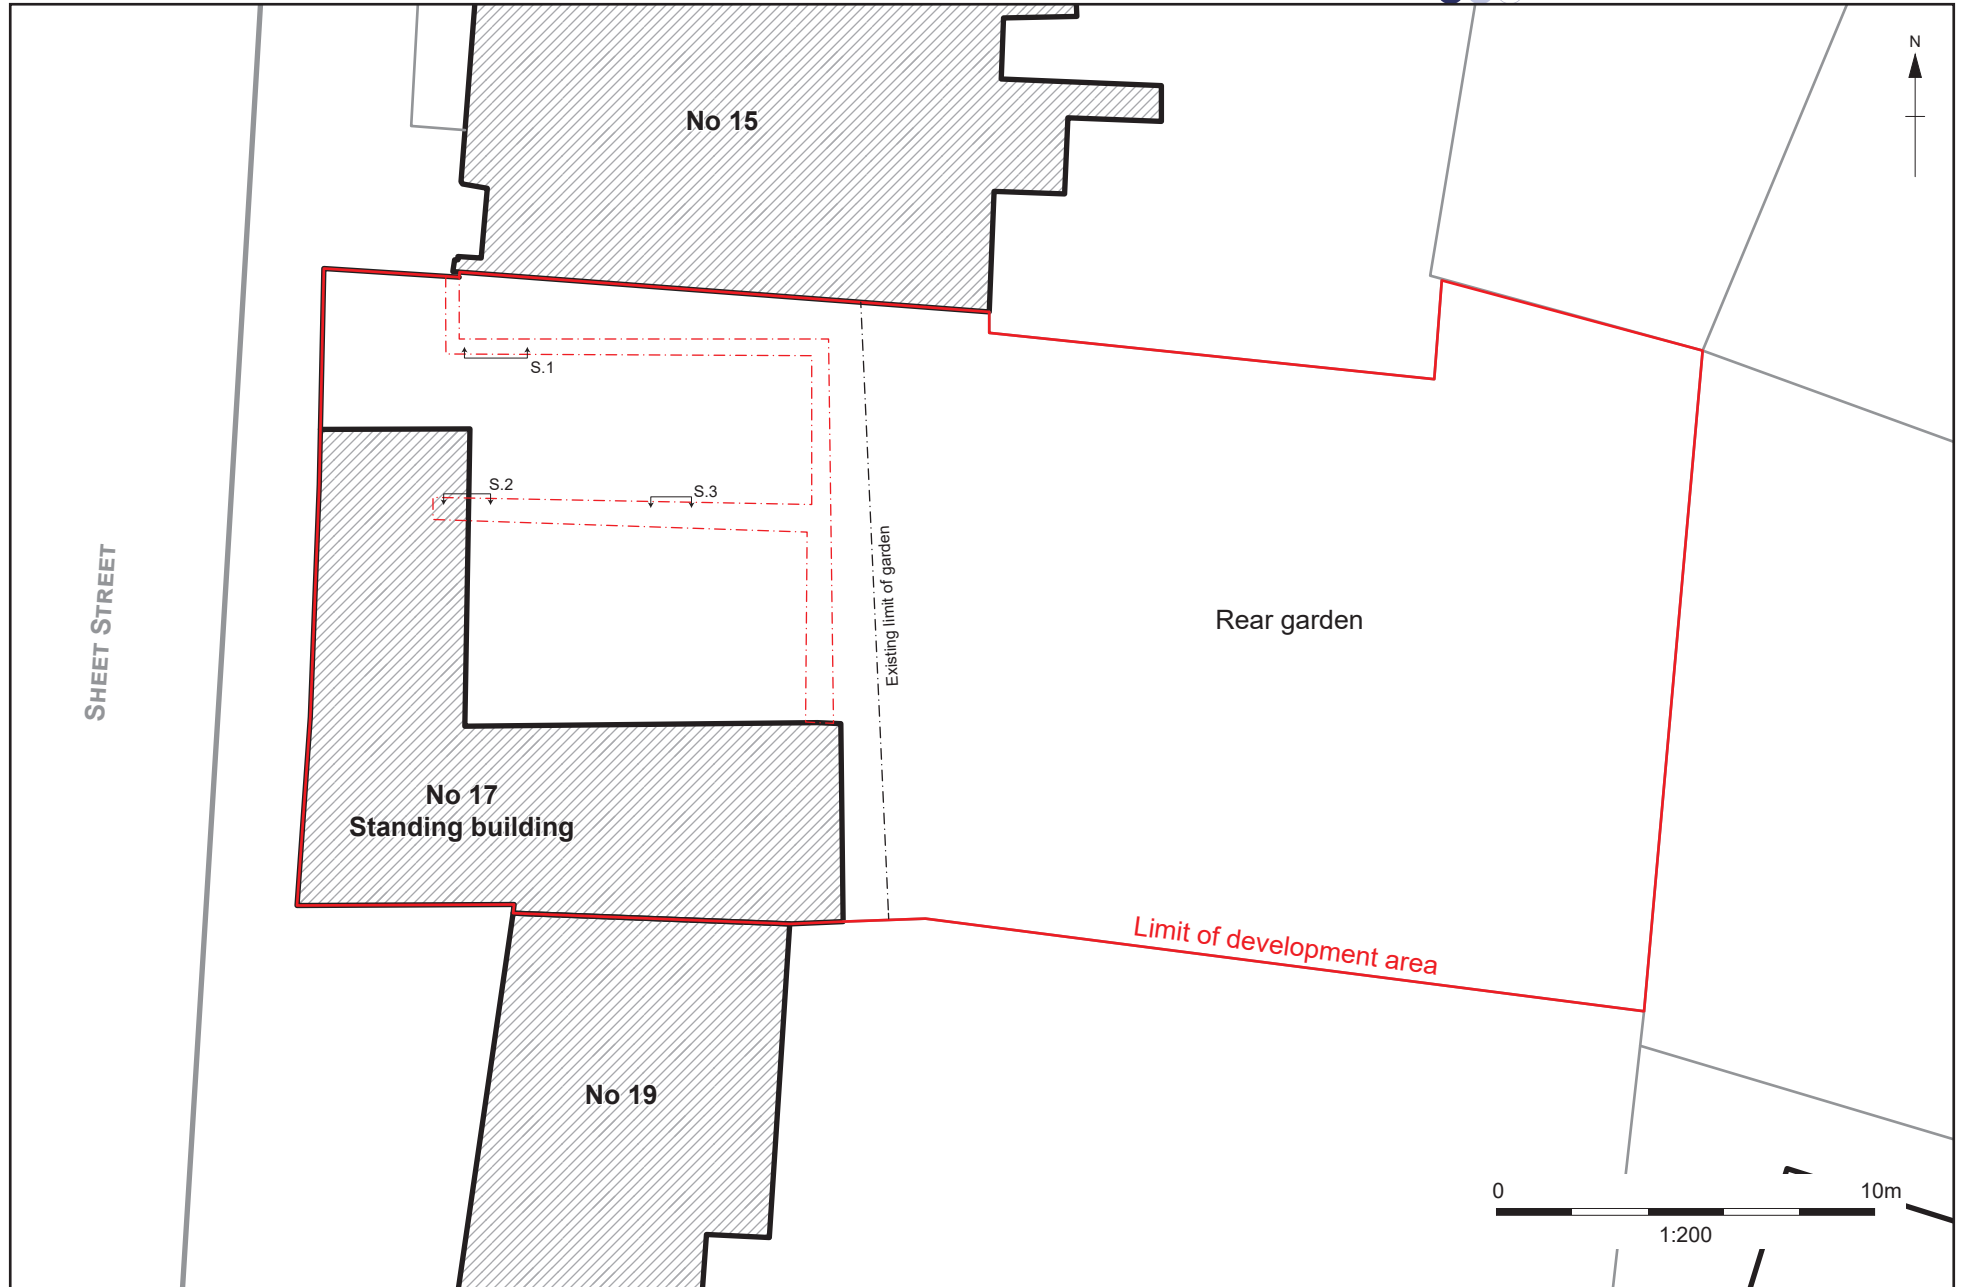 N
No 15
S.1
S.2
S.3
SHEET STREET
Existing limit of garden
Rear garden
No 17
Standing building
Limit of development area
No 19
0 10m
1:200